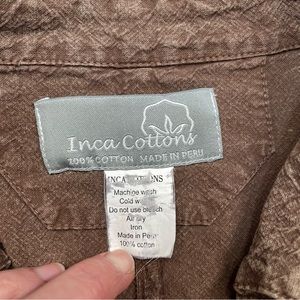 Inca Cottons
100% COTTON MADE IN PERU
INCA COTTONS
Machine wash
Cold w
Do not use bleach
Air dry
Iron
Made in Peru
100% cotton